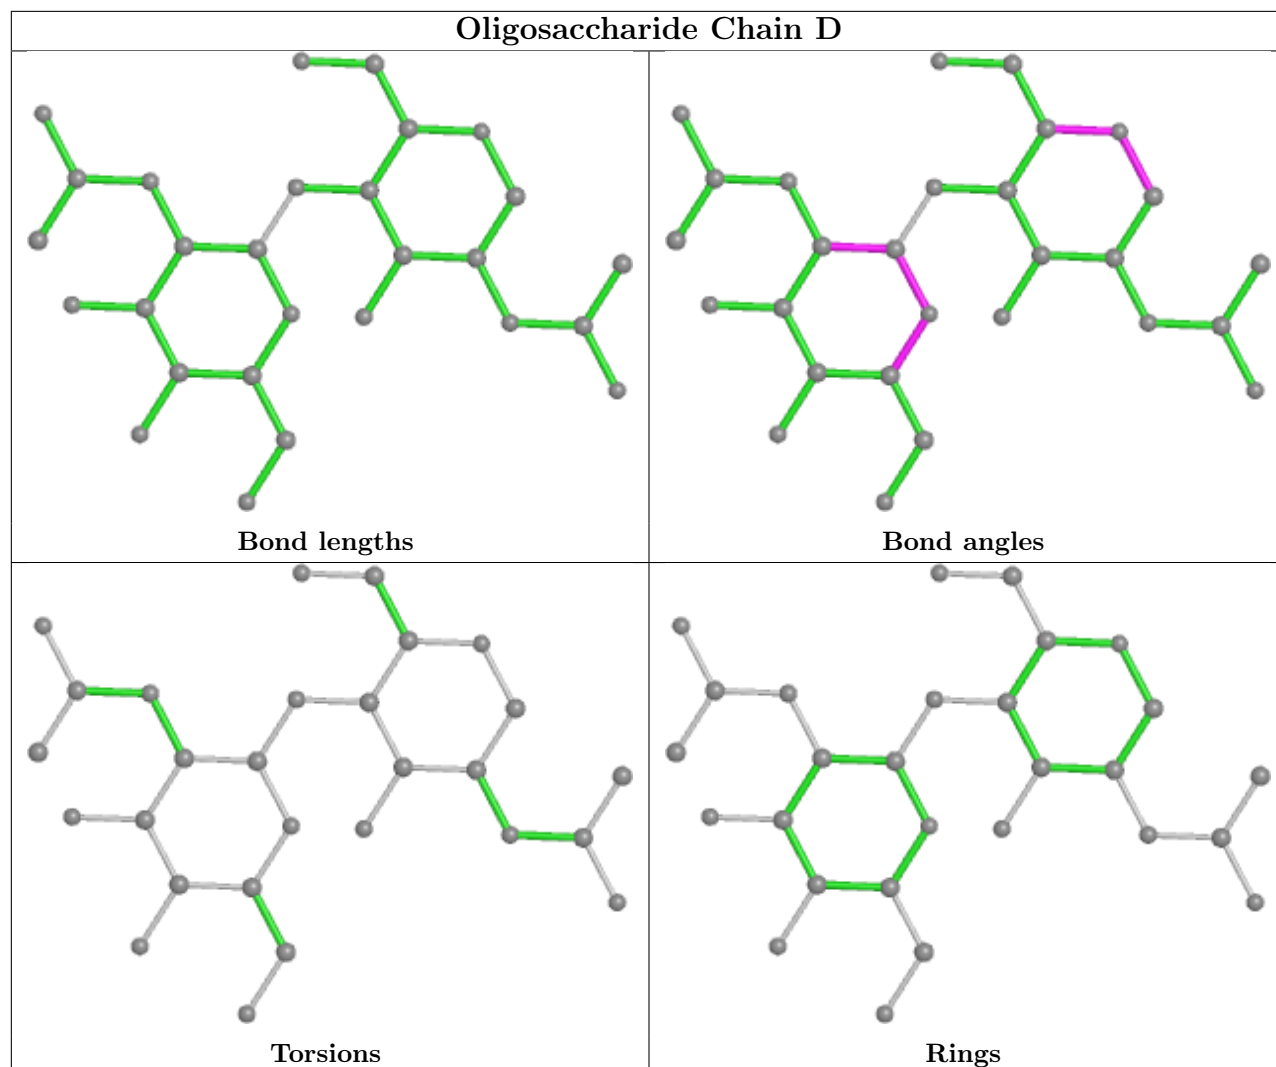 Oligosaccharide Chain D
Bond lengths
Bond angles
Torsions
Rings